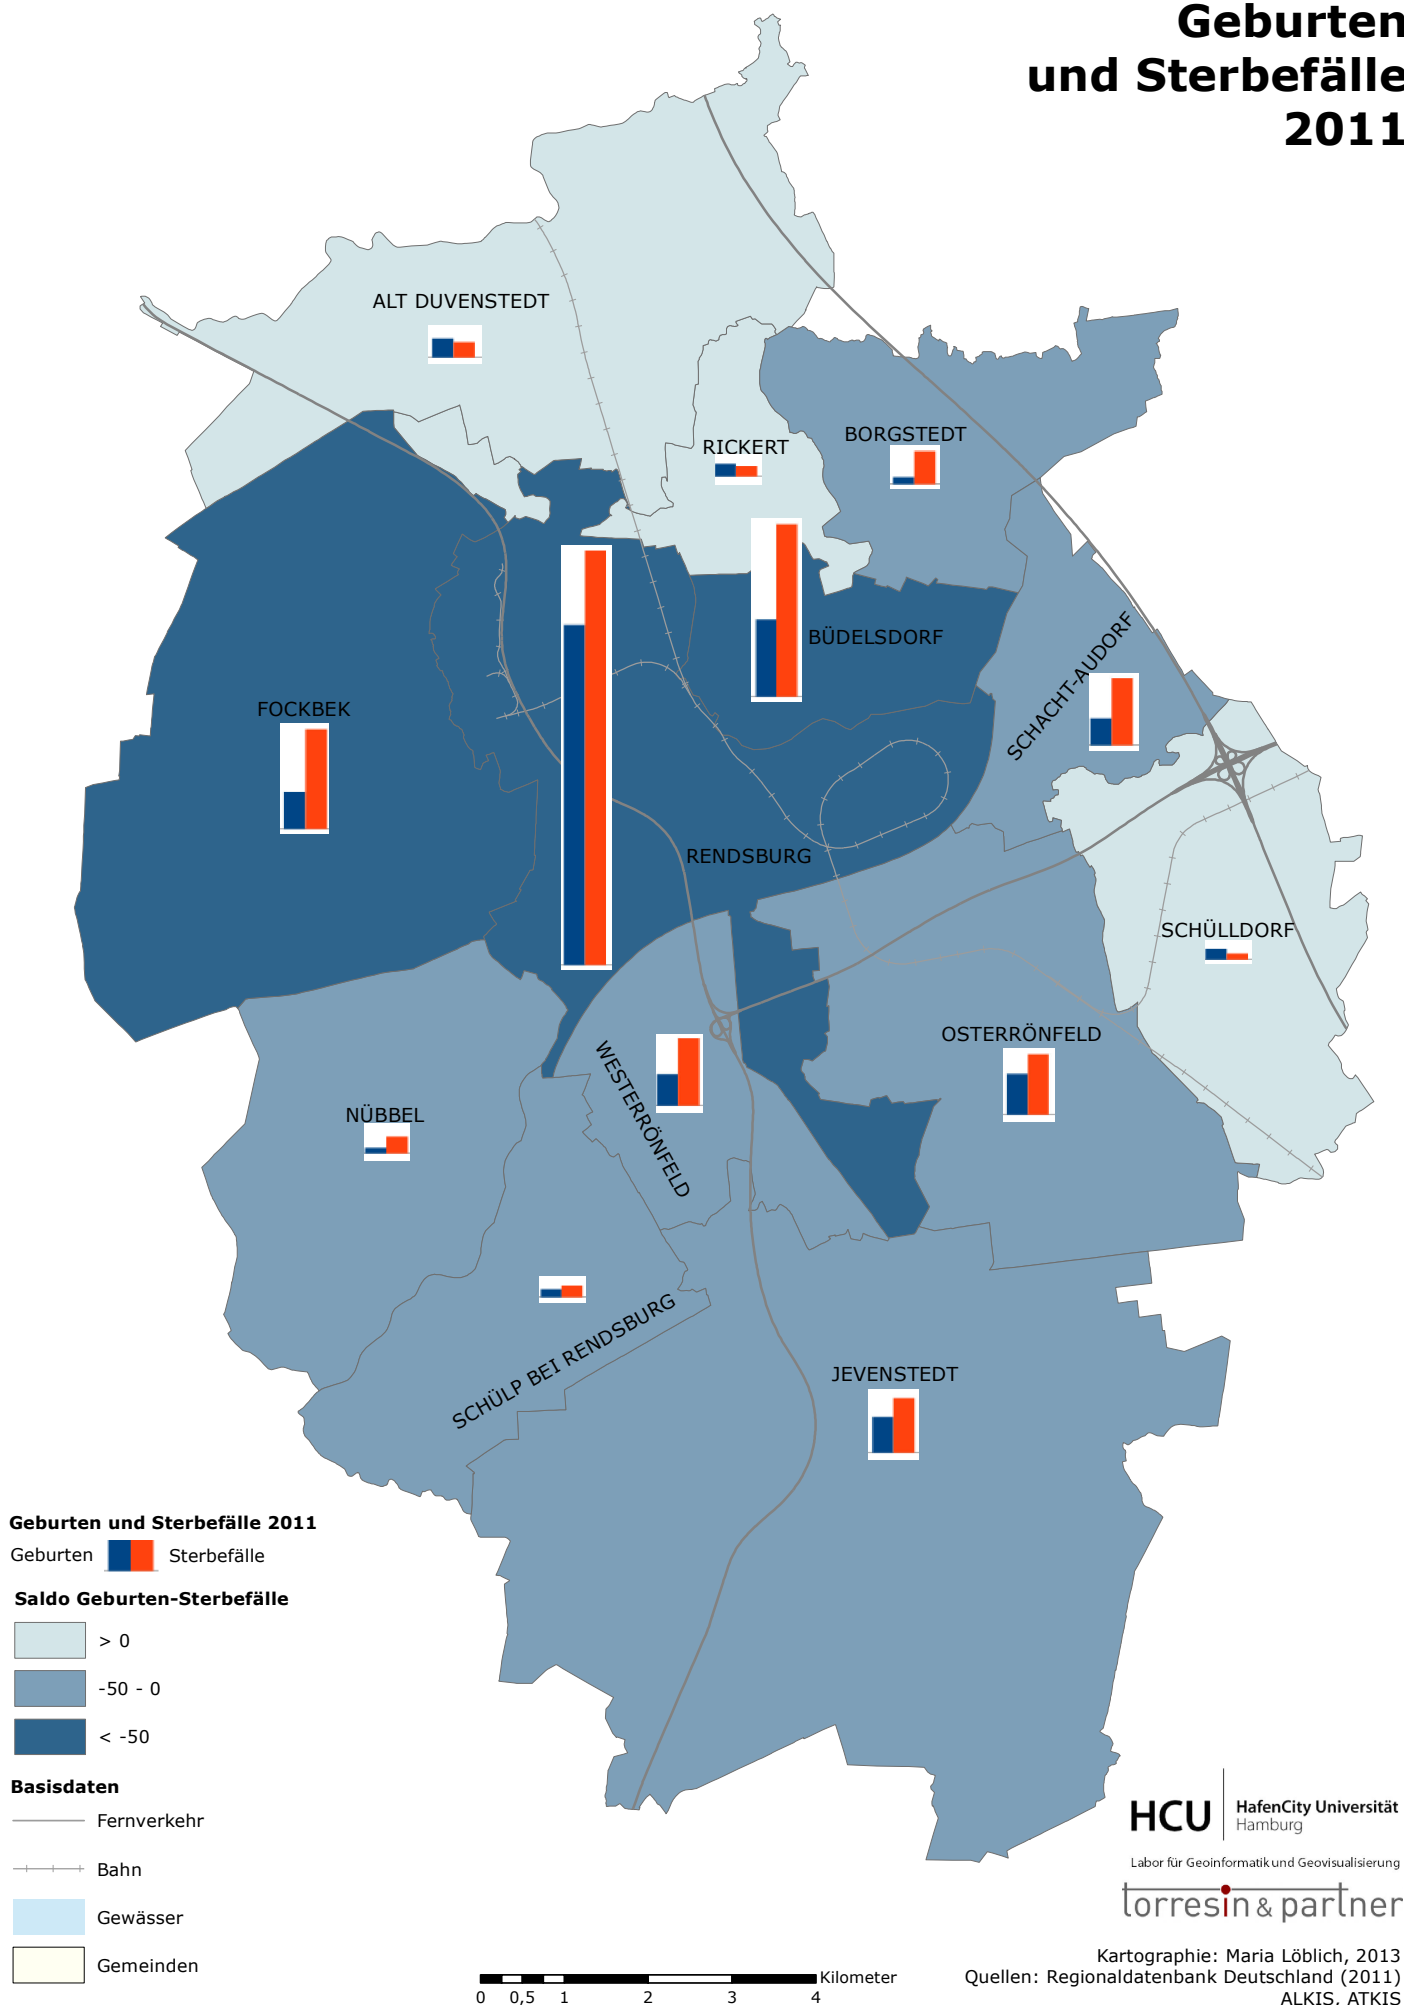 Geburten
und Sterbefälle
2011
ALT DUVENSTEDT
RICKERT
BORGSTEDT
BÜDELSDORF
SCHACHT-AUDORF
FOCKBEK
RENDSBURG
SCHÜLLDORF
OSTERRÖNFELD
WESTERRÖNFELD
NÜBBEL
SCHÜLP BEI RENDSBURG
JEVENSTEDT
Geburten und Sterbefälle 2011
Geburten Sterbefälle
Saldo Geburten-Sterbefälle
> 0
-50 - 0
< -50
Basisdaten
Fernverkehr
Bahn
Gewässer
Gemeinden
Kilometer
0 0,5 1 2 3 4
HCU HafenCity Universität
Hamburg
Labor für Geoinformatik und Geovisualisierung
torresin & partner
Kartographie: Maria Löblich, 2013
Quellen: Regionaldatenbank Deutschland (2011)
ALKIS, ATKIS